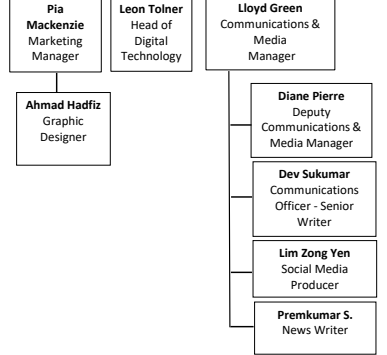 Pia
Mackenzie
Marketing
Manager
Leon Tolner
Head of
Digital
Technology
Lloyd Green
Communications &
Media
Manager
Ahmad Hadfiz
Graphic
Designer
Diane Pierre
Deputy
Communications &
Media Manager
Dev Sukumar
Communications
Officer - Senior
Writer
Lim Zong Yen
Social Media
Producer
Premkumar S.
News Writer